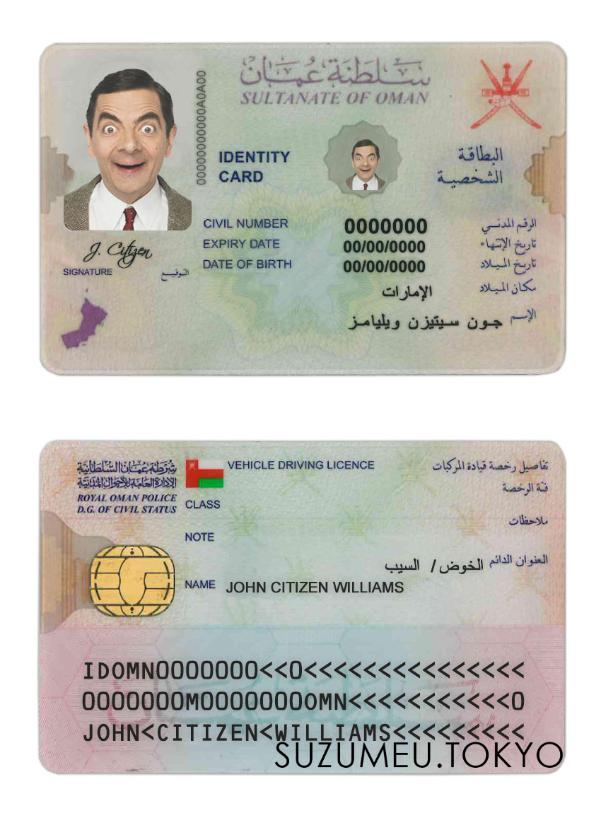 سلطنة عمان
SULTANATE OF OMAN
00000000000A0A00
IDENTITY CARD
البطاقة الشخصية
CIVIL NUMBER 0000000 الرقم المدني
EXPIRY DATE 00/00/0000 تاريخ الإنتهاء
DATE OF BIRTH 00/00/0000 تاريخ الميلاد
الإمارات مكان الميلاد
الإسم جون سيتيزن ويليامز
J. Citizen
SIGNATURE التوقيع
شرطة عمان السلطانية
الإدارة العامة للأحوال المدنية
ROYAL OMAN POLICE
D.G. OF CIVIL STATUS
VEHICLE DRIVING LICENCE تفاصيل رخصة قيادة المركبات
CLASS فئة الرخصة
NOTE ملاحظات
العنوان الدائم الخوض / السيب
NAME JOHN CITIZEN WILLIAMS
IDOMN0000000<<0<<<<<<<<<<<<<<<
0000000M0000000OMN<<<<<<<<<<<0
JOHN<CITIZEN<WILLIAMS<<<<<<<<<
SUZUMEU.TOKYO